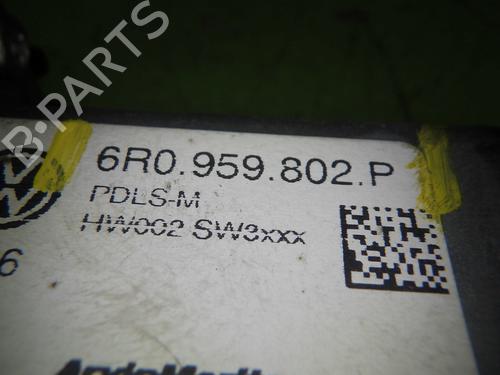 B-PARTS
6R0.959.802.P
PDLS-M
HW002 SW3xxx
6